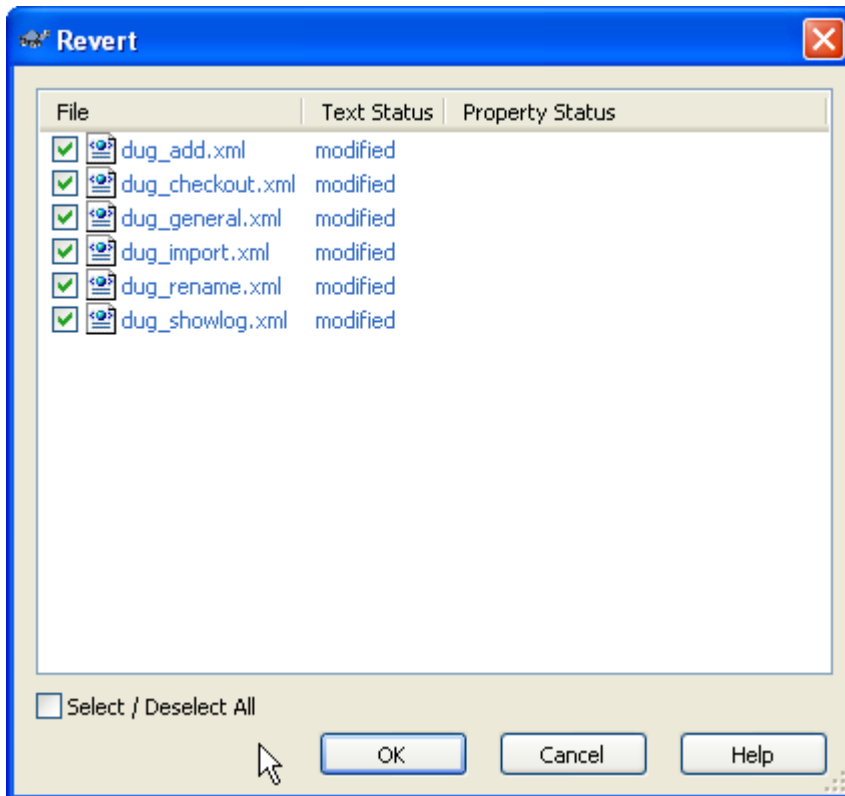 Revert
File Text Status Property Status
dug_add.xml modified
dug_checkout.xml modified
dug_general.xml modified
dug_import.xml modified
dug_rename.xml modified
dug_showlog.xml modified
Select / Deselect All
OK Cancel Help